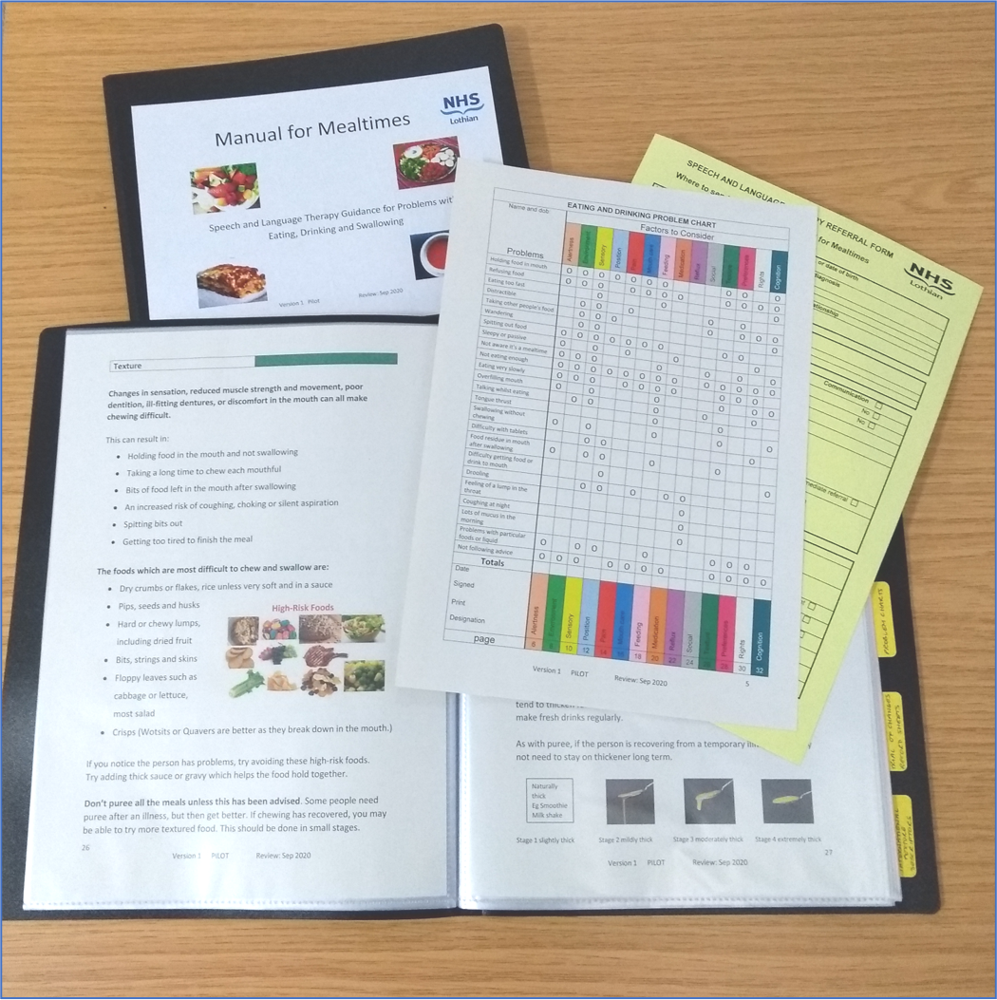 NHS
Lothian
Manual for Mealtimes
Speech and Language Therapy Guidance for Problems wit
Eating, Drinking and Swallowing
Version 1 Pilot Review: Sep 2020
SPEECH AND LANGUAGE
Where to
Y REFERRAL FORM
for Mealtimes
NHS
Lothian
or date of birth
Communication
No
No
mediate referral
Name and dob:
EATING AND DRINKING PROBLEM CHART
Factors to Consider
Problems
Alertness
Environment
Sensory
Position
Pain
Mouth care
Feeding
Medication
Reflux
Social
Texture
Preferences
Rights
Cognition
Holding food in mouth
Refusing food
Eating too fast
Distractible
Taking other people's food
Wandering
Spitting out food
Sleepy or passive
Not aware it's a mealtime
Not eating enough
Eating very slowly
Overfilling mouth
Talking whilst eating
Tongue thrust
Swallowing without
chewing
Difficulty with tablets
Food residue in mouth
after swallowing
Difficulty getting food or
drink to mouth
Drooling
Feeling of a lump in the
throat
Coughing at night
Lots of mucus in the
morning
Problems with particular
foods or liquid
Not following advice
Totals
Date
Signed
Print
Designation
Alertness
Environment
Sensory
Position
Pain
Mouth care
Feeding
Medication
Reflux
Social
Texture
Preferences
Rights
Cognition
page 6 8 10 12 14 16 18 20 22 24 26 28 30 32
Version 1 PILOT Review: Sep 2020 5
Texture
Changes in sensation, reduced muscle strength and movement, poor
dentition, ill-fitting dentures, or discomfort in the mouth can all make
chewing difficult.
This can result in:
• Holding food in the mouth and not swallowing
• Taking a long time to chew each mouthful
• Bits of food left in the mouth after swallowing
• An increased risk of coughing, choking or silent aspiration
• Spitting bits out
• Getting too tired to finish the meal
The foods which are most difficult to chew and swallow are:
• Dry crumbs or flakes, rice unless very soft and in a sauce
• Pips, seeds and husks
• Hard or chewy lumps,
including dried fruit
• Bits, strings and skins
• Floppy leaves such as
cabbage or lettuce,
most salad
• Crisps (Wotsits or Quavers are better as they break down in the mouth.)
High-Risk Foods
If you notice the person has problems, try avoiding these high-risk foods.
Try adding thick sauce or gravy which helps the food hold together.
Don't puree all the meals unless this has been advised. Some people need
puree after an illness, but then get better. If chewing has recovered, you may
be able to try more textured food. This should be done in small stages.
26
Version 1 PILOT Review: Sep 2020
tend to thicken
make fresh drinks regularly.
As with puree, if the person is recovering from a temporary
not need to stay on thickener long term.
Naturally
thick
Eg Smoothie
Milk shake
Stage 1 slightly thick Stage 2 mildly thick Stage 3 moderately thick Stage 4 extremely thick
27
Version 1 PILOT Review: Sep 2020
PROBLEM CHARTS
TRIAL OF CHANGES
RECORD SHEETS
INTERNATIONAL
TEXTURE
DESCRIPTORS